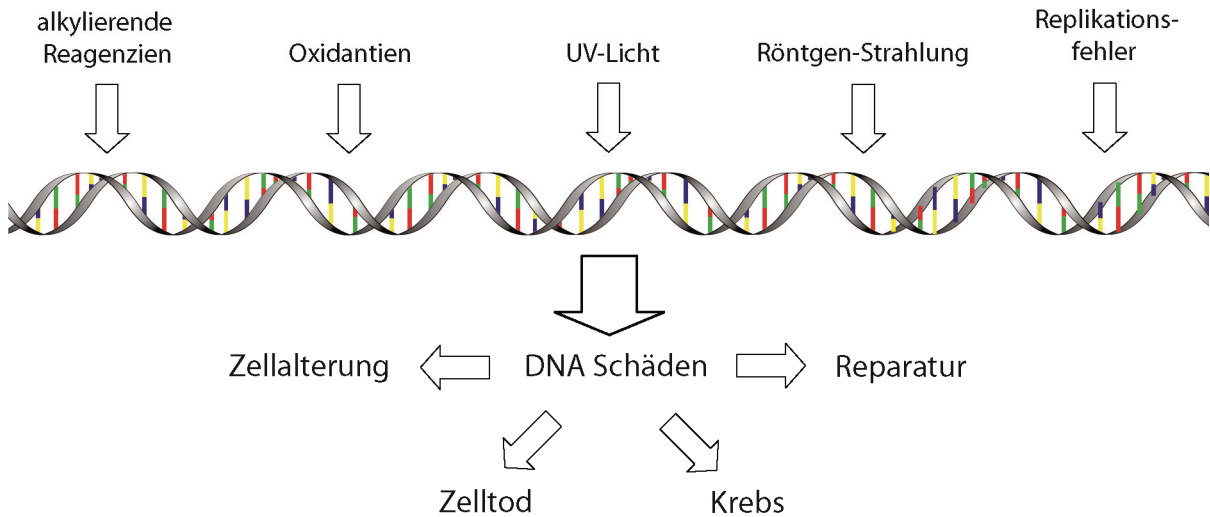 alkylierende
Reagenzien
Oxidantien
UV-Licht
Röntgen-Strahlung
Replikations-
fehler
Zellalterung
DNA Schäden
Reparatur
Zelltod
Krebs